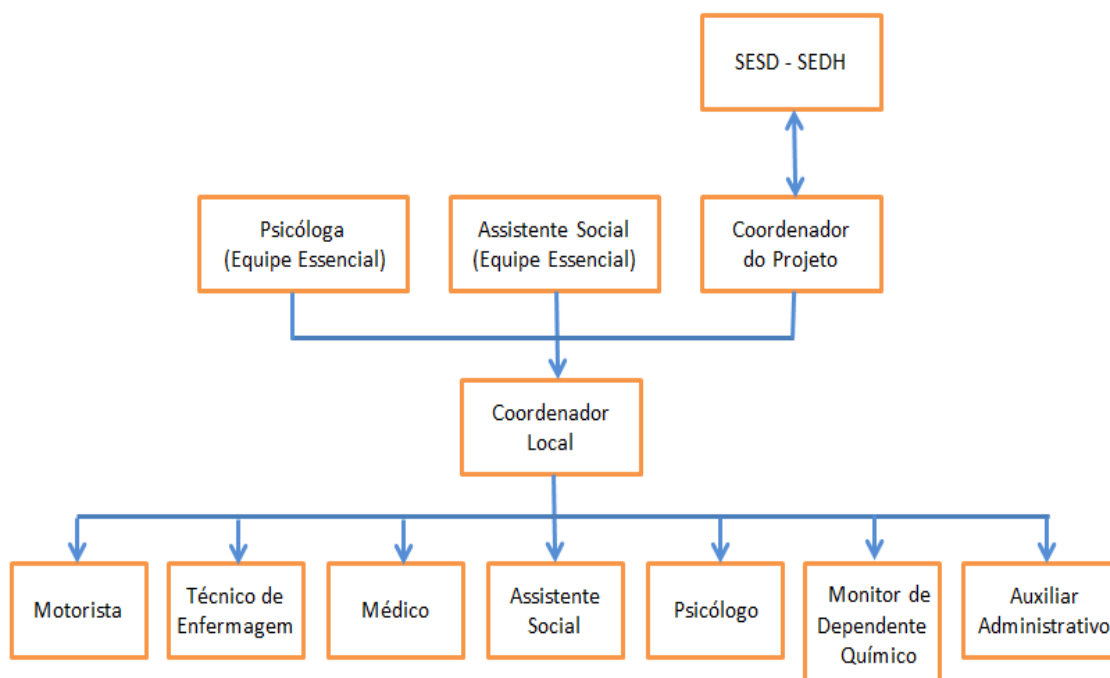 SESD - SEDH
Psicóloga
(Equipe Essencial)
Assistente Social
(Equipe Essencial)
Coordenador
do Projeto
Coordenador
Local
Motorista
Técnico de
Enfermagem
Médico
Assistente
Social
Psicólogo
Monitor de
Dependente
Químico
Auxiliar
Administrativo